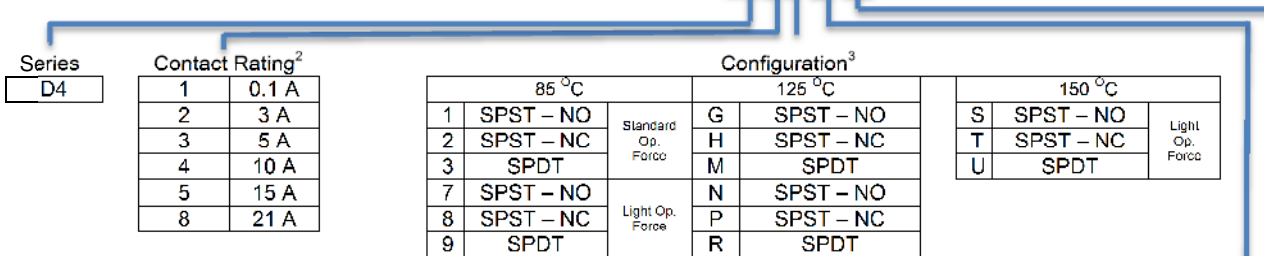 Series Contact Rating² Configuration³
D4 1 0.1 A 85 °C 125 °C 150 °C
2 3 A 1 SPST – NO Standard Op. Force G SPST – NO S SPST – NO Light Op. Force
3 5 A 2 SPST – NC H SPST – NC T SPST – NC
4 10 A 3 SPDT M SPDT U SPDT
5 15 A 7 SPST – NO Light Op. Force N SPST – NO
8 21 A 8 SPST – NC P SPST – NC
9 SPDT R SPDT